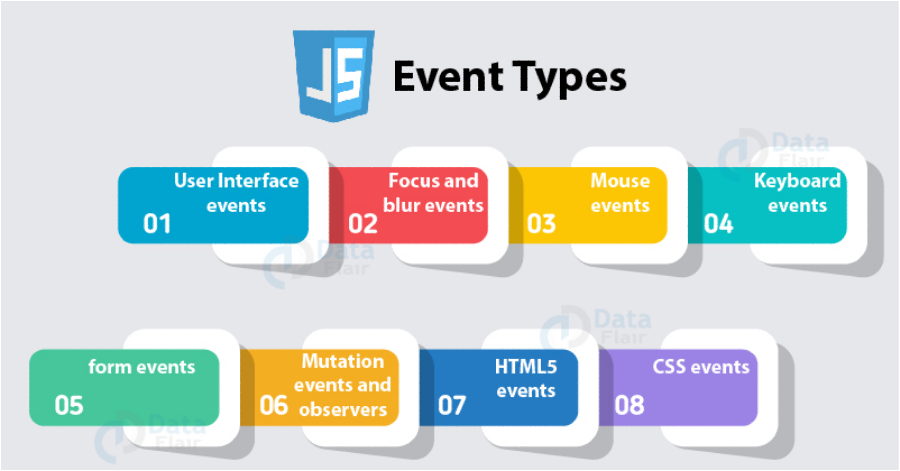 JS Event Types
User Interface
events
01
Focus and
blur events
02
Mouse
events
03
Keyboard
events
04
Data
Flair
Data
Flair
form events
05
Mutation
events and
observers
06
HTML5
events
07
CSS events
08
Data
Flair
Data
Flair